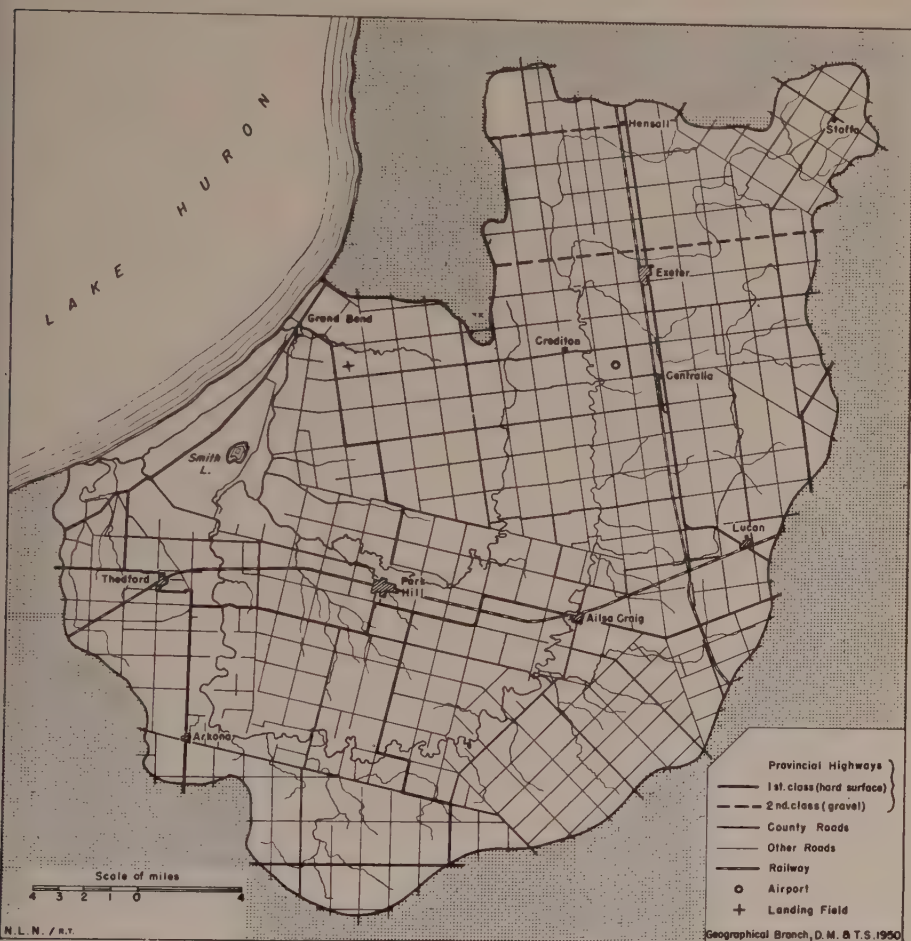 LAKE HURON
Hensall
Staffa
Exeter
Grand Bend
Crediton
Centralia
Smith
L.
Lucan
Thedford
Park
Hill
Ailsa Craig
Arkona
Provincial Highways
1st. class (hard surface)
2nd. class (gravel)
County Roads
Other Roads
Railway
Airport
Landing Field
Scale of miles
4 3 2 1 0 4
N.L.N. / R.T.
Geographical Branch, D.M. & T.S. 1950